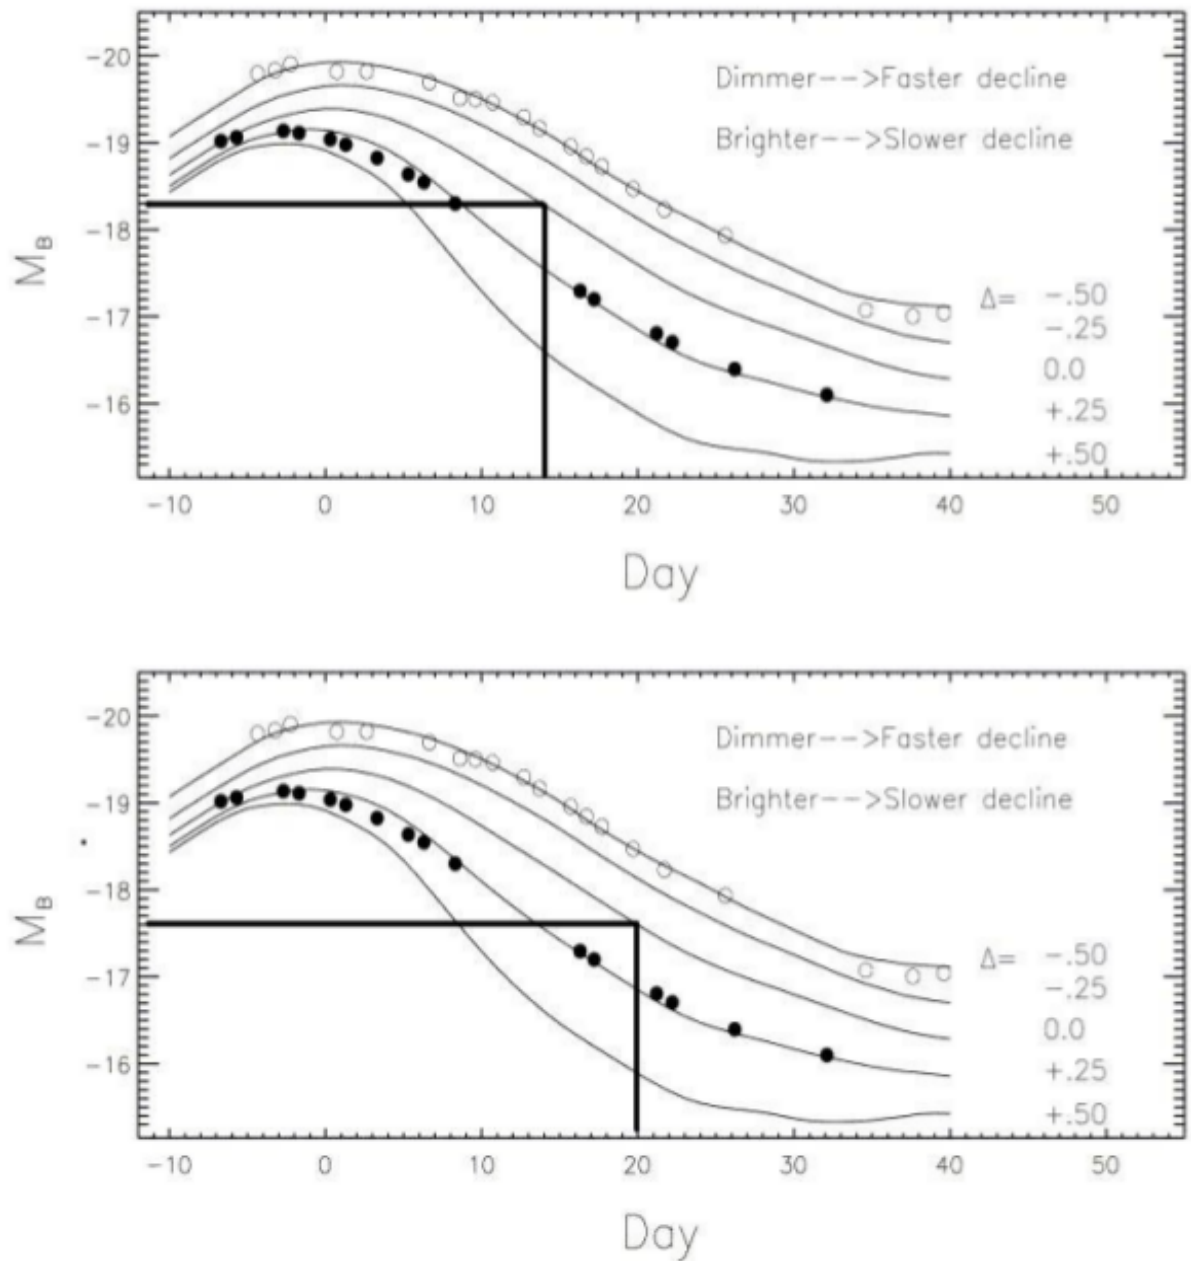 -20
Dimmer-->Faster decline
-19
Brighter-->Slower decline
-18
M_B
Δ= -.50
-17
-.25
0.0
-16
+.25
+.50
-10 0 10 20 30 40 50
Day
-20
Dimmer-->Faster decline
-19
Brighter-->Slower decline
-18
M_B
Δ= -.50
-17
-.25
0.0
-16
+.25
+.50
-10 0 10 20 30 40 50
Day